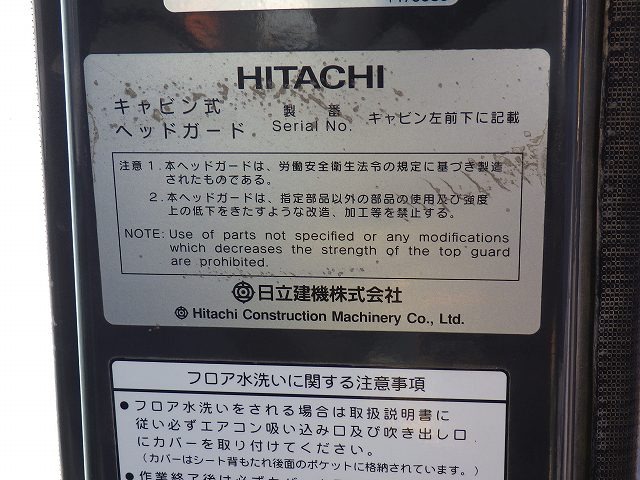 HITACHI
キャビン式 製番 キャビン左前下に記載
ヘッドガード Serial No.
注意 1. 本ヘッドガードは、労働安全衛生法令の規定に基づき製造
されたものである。
2. 本ヘッドガードは、指定部品以外の部品の使用及び強度
上の低下をきたすような改造、加工等を禁止する。
NOTE: Use of parts not specified or any modifications
which decreases the strength of the top guard
are prohibited.
日立建機株式会社
Hitachi Construction Machinery Co., Ltd.
フロア水洗いに関する注意事項
●フロア水洗いをされる場合は取扱説明書に
従い必ずエアコン吸い込み口及び吹き出し口
にカバーを取り付けてください。
(カバーはシート背もたれ後面のポケットに格納されています。)
●作業終了後は必ずカバー